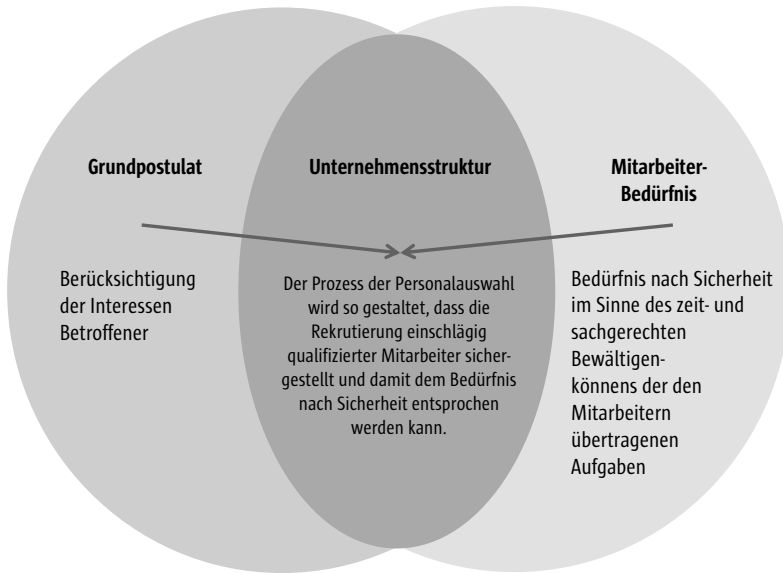 Grundpostulat
Berücksichtigung
der Interessen
Betroffener
Unternehmensstruktur
Der Prozess der Personalauswahl
wird so gestaltet, dass die
Rekrutierung einschlägig
qualifizierter Mitarbeiter sicher-
gestellt und damit dem Bedürfnis
nach Sicherheit entsprochen
werden kann.
Mitarbeiter-
Bedürfnis
Bedürfnis nach Sicherheit
im Sinne des zeit- und
sachgerechten
Bewältigen-
könnens der den
Mitarbeitern
übertragenen
Aufgaben